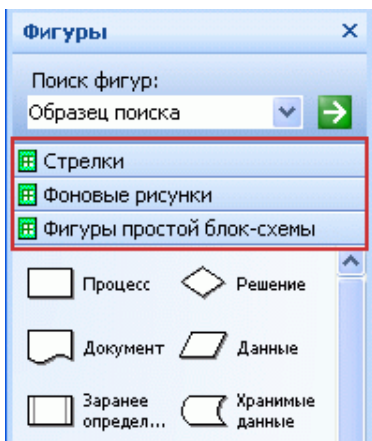 Фигуры
Поиск фигур:
Образец поиска
Стрелки
Фоновые рисунки
Фигуры простой блок-схемы
Процесс
Решение
Документ
Данные
Заранее
определ...
Хранимые
данные